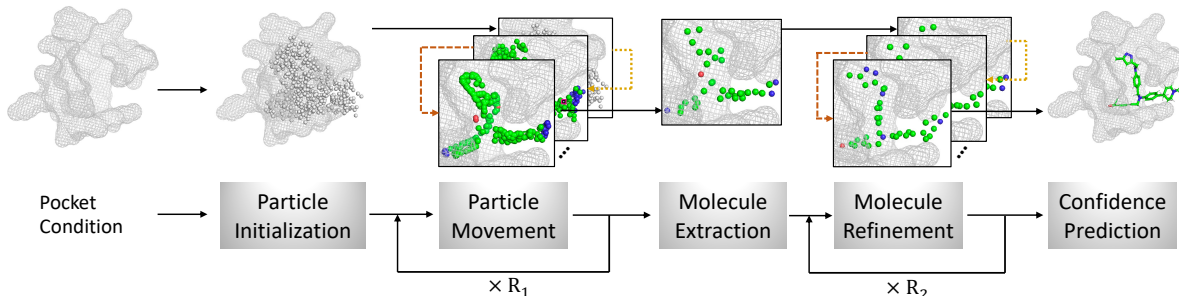 Pocket
Condition
Particle
Initialization
Particle
Movement
Molecule
Extraction
Molecule
Refinement
Confidence
Prediction
× R₁
× R₂